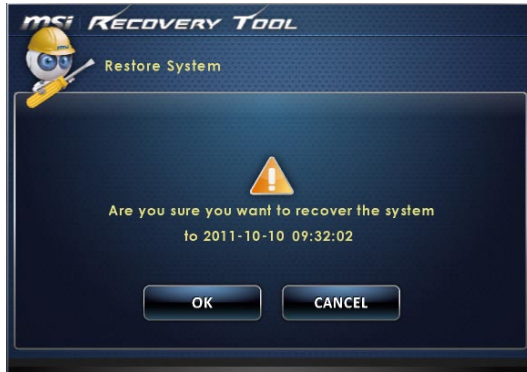 msi RECOVERY TOOL
Restore System
Are you sure you want to recover the system
to 2011-10-10 09:32:02
OK
CANCEL